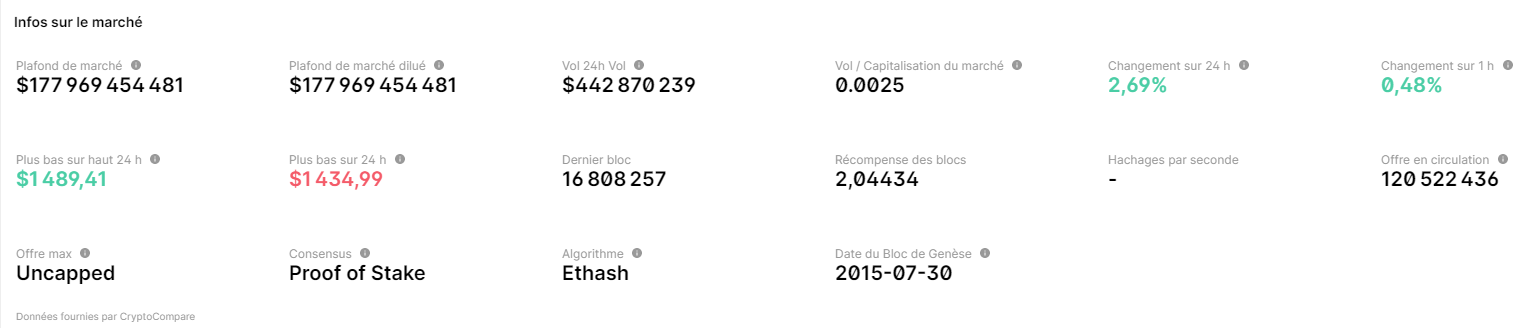 Infos sur le marché
Plafond de marché Plafond de marché dilué Vol 24h Vol Vol / Capitalisation du marché Changement sur 24 h Changement sur 1 h
$177 969 454 481 $177 969 454 481 $442 870 239 0.0025 2,69% 0,48%
Plus bas sur haut 24 h Plus bas sur 24 h Dernier bloc Récompense des blocs Hachages par seconde Offre en circulation
$1 489,41 $1 434,99 16 808 257 2,04434 - 120 522 436
Offre max Consensus Algorithme Date du Bloc de Genèse
Uncapped Proof of Stake Ethash 2015-07-30
Données fournies par CryptoCompare